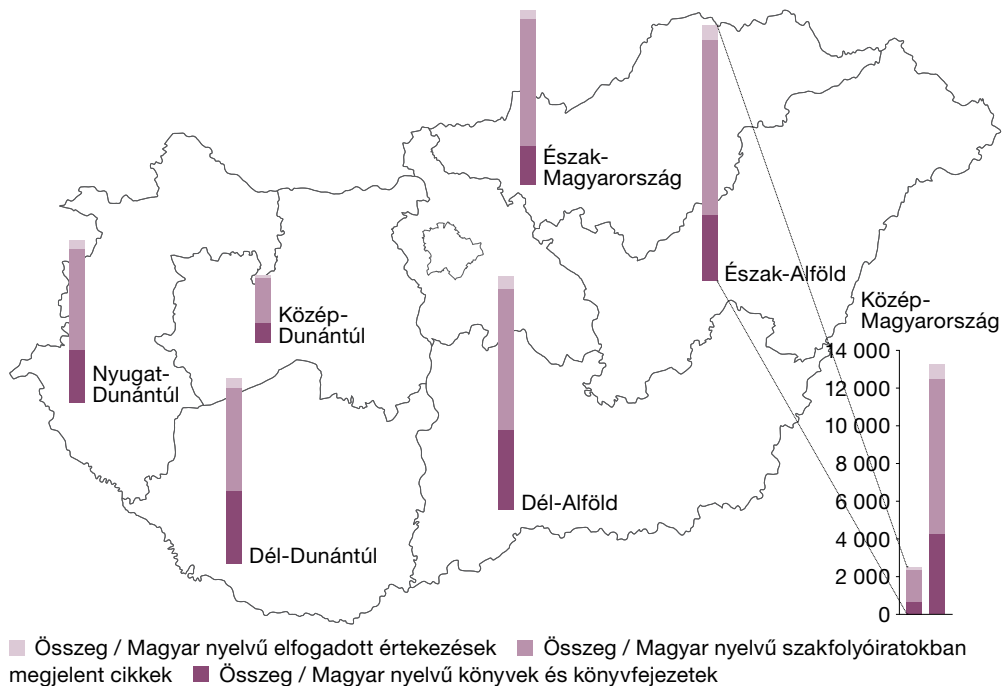 Észak-
Magyarország
Észak-Alföld
Közép-
Magyarország
Közép-
Dunántúl
Nyugat-
Dunántúl
Dél-Alföld
Dél-Dunántúl
14 000
12 000
10 000
8 000
6 000
4 000
2 000
0
Összeg / Magyar nyelvű elfogadott értekezések Összeg / Magyar nyelvű szakfolyóiratokban
megjelent cikkek Összeg / Magyar nyelvű könyvek és könyvfejezetek